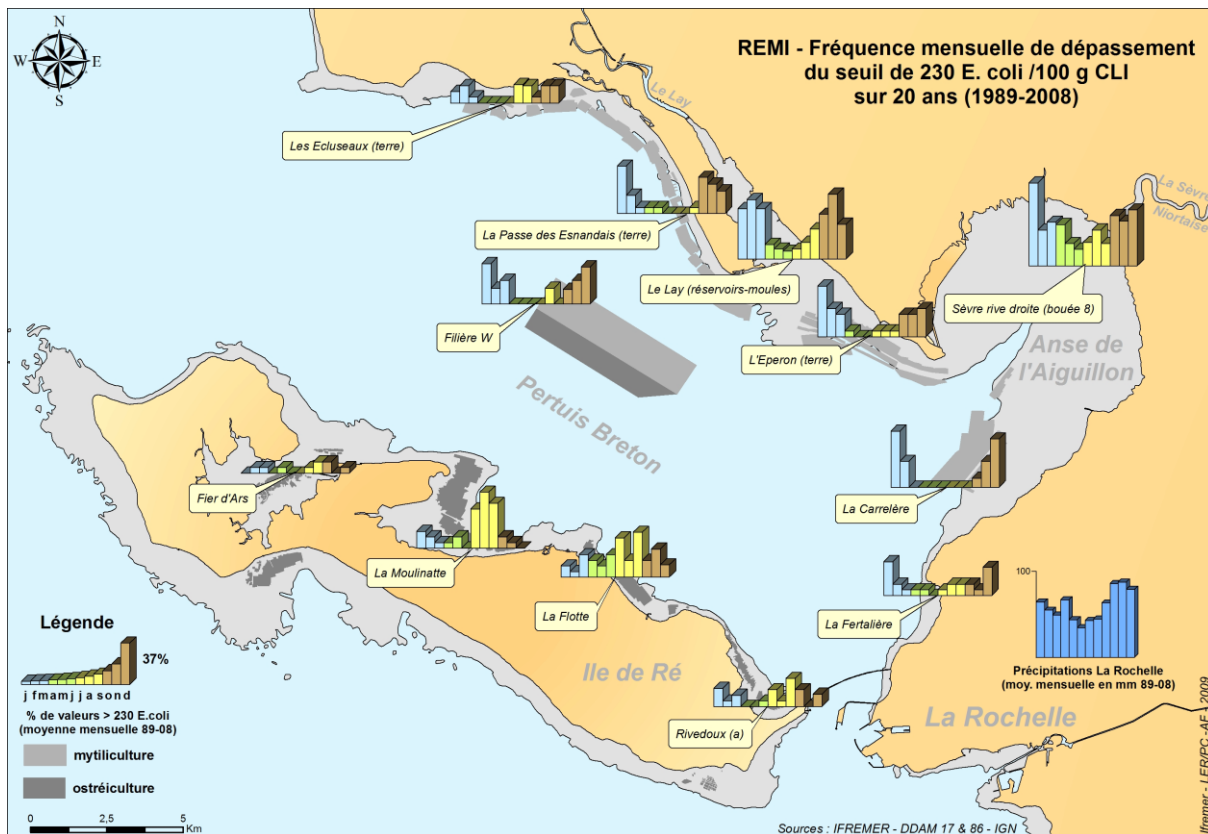 N
W E
S
REMI - Fréquence mensuelle de dépassement
du seuil de 230 E. coli /100 g CLI
sur 20 ans (1989-2008)
Le Lay
La Sèvre
Niortaise
Les Ecluseaux (terre)
La Passe des Esnandais (terre)
Le Lay (réservoirs-moules)
Sèvre rive droite (bouée 8)
Filière W
L'Eperon (terre)
Anse de
l'Aiguillon
Pertuis Breton
Fier d'Ars
La Carrelère
La Moulinatte
La Flotte
La Fertalière
100
Précipitations La Rochelle
(moy. mensuelle en mm 89-08)
Ile de Ré
La Rochelle
Rivedoux (a)
Légende
37%
j f m a m j j a s o n d
% de valeurs > 230 E.coli
(moyenne mensuelle 89-08)
mytiliculture
ostréiculture
0 2,5 5
Km
Sources : IFREMER - DDAM 17 & 86 - IGN
Ifremer - LER/PC -AF - 2009